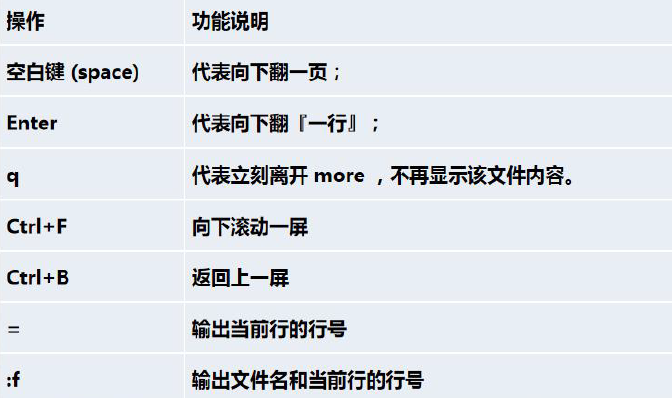 操作 功能说明
空白键 (space) 代表向下翻一页；
Enter 代表向下翻『一行』；
q 代表立刻离开 more ，不再显示该文件内容。
Ctrl+F 向下滚动一屏
Ctrl+B 返回上一屏
= 输出当前行的行号
:f 输出文件名和当前行的行号